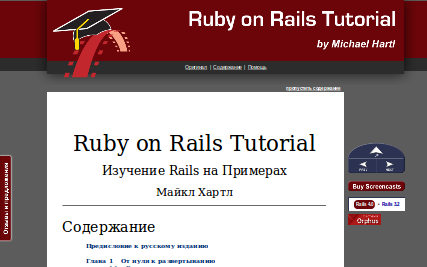 Ruby on Rails Tutorial
by Michael Hartl
Оригинал | Содержание | Помощь
пропустить содержание
Ruby on Rails Tutorial
Изучение Rails на Примерах
Майкл Хартл
Отзывы и предложения
PREV NEXT
Buy Screencasts
Rails 4.0 • Rails 3.2
Orphus
Содержание
Предисловие к русскому изданию
Глава 1 От нуля к развертыванию